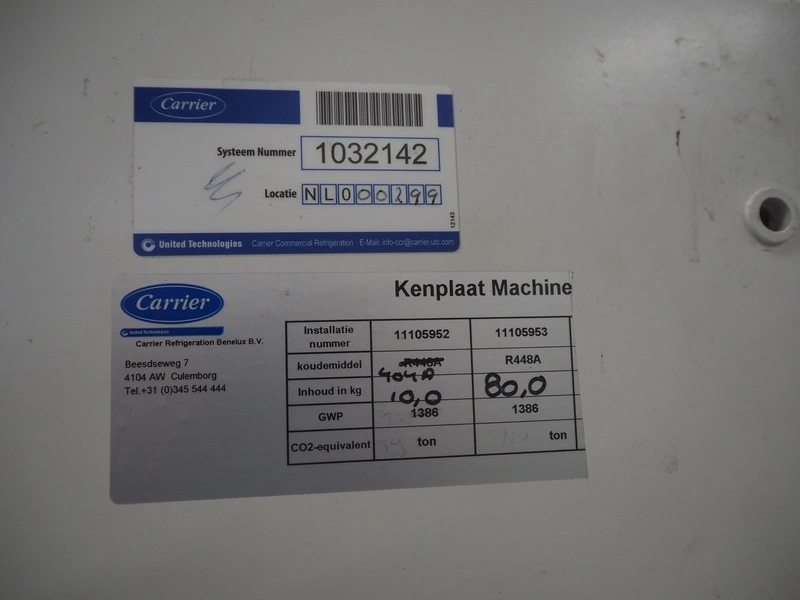 Carrier
Systeem Nummer 1032142
Locatie NL000299
12143
United Technologies Carrier Commercial Refrigeration · E-Mail: info-ccr@carrier.utc.com
Carrier
United Technologies
Carrier Refrigeration Benelux B.V.
Beesdseweg 7
4104 AW Culemborg
Tel.+31 (0)345 544 444
Kenplaat Machine
Installatie nummer 11105952 11105953
koudemiddel R448A 404A R448A
Inhoud in kg 10,0 80,0
GWP 1386 1386
CO2-equivalent ton ton